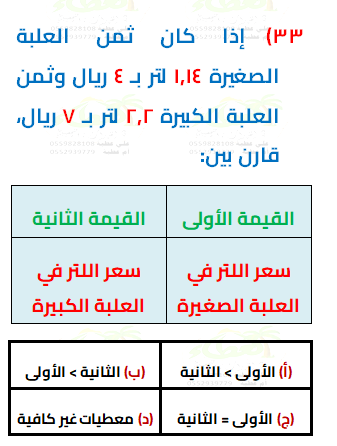 ٣٣) إذا كان ثمن العلبة
الصغيرة ١,١٤ لتر بـ ٤ ريال وثمن
العلبة الكبيرة ٢,٢ لتر بـ ٧ ريال،
قارن بين:
القيمة الأولى
القيمة الثانية
سعر اللتر في
العلبة الصغيرة
سعر اللتر في
العلبة الكبيرة
(أ) الأولى > الثانية
(ب) الثانية > الأولى
(ج) الأولى = الثانية
(د) معطيات غير كافية